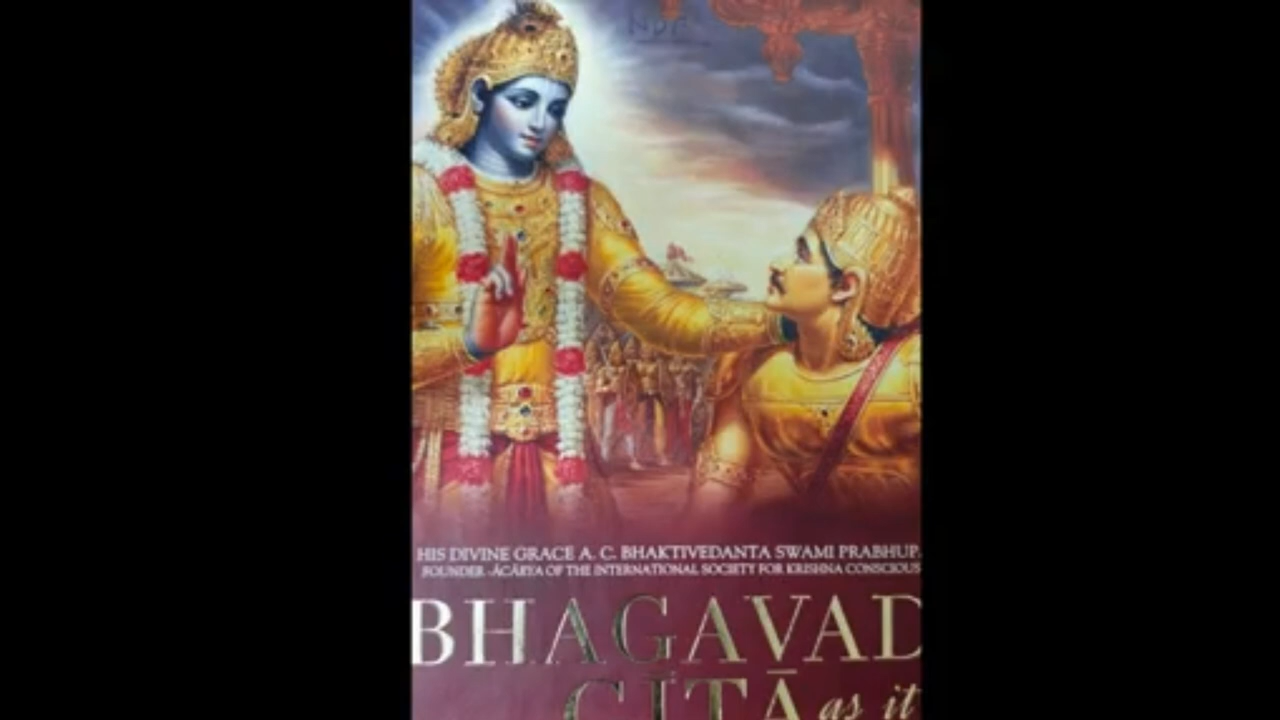 HIS DIVINE GRACE A. C. BHAKTIVEDANTA SWAMI PRABHUP
FOUNDER-ĀCĀRYA OF THE INTERNATIONAL SOCIETY FOR KRISHNA CONSCIOUS
BHAGAVAD
GĪTĀ as it